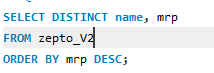 SELECT DISTINCT name, mrp
FROM zepto_V2
ORDER BY mrp DESC;